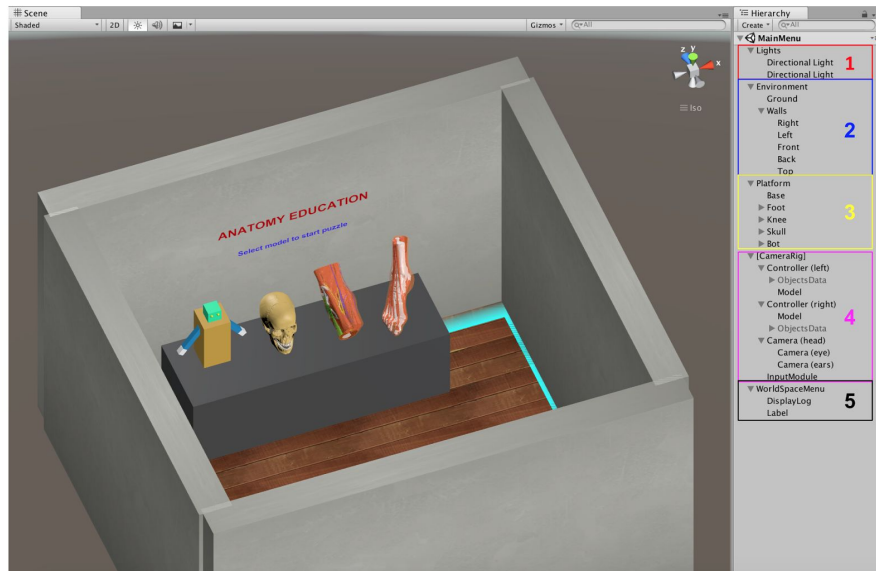 Scene
Shaded 2D Gizmos All
z y
x
Iso
ANATOMY EDUCATION
Select model to start puzzle
Hierarchy
Create All
MainMenu
Lights
Directional Light
Directional Light
1
Environment
Ground
Walls
Right
Left
Front
Back
Top
2
Platform
Base
Foot
Knee
Skull
Bot
3
[CameraRig]
Controller (left)
ObjectsData
Model
Controller (right)
Model
ObjectsData
Camera (head)
Camera (eye)
Camera (ears)
InputModule
4
WorldSpaceMenu
DisplayLog
Label
5